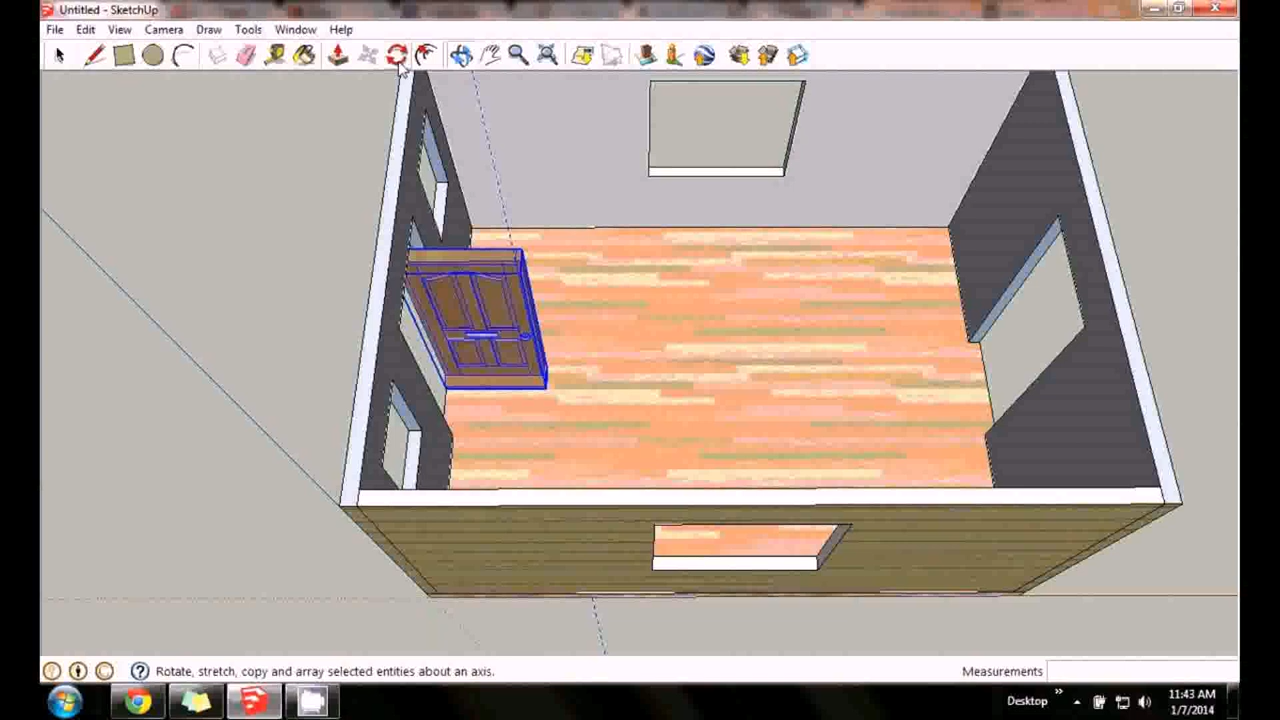 Untitled - SketchUp
File Edit View Camera Draw Tools Window Help
Rotate, stretch, copy and array selected entities about an axis.
Measurements
Desktop
11:43 AM
1/7/2014